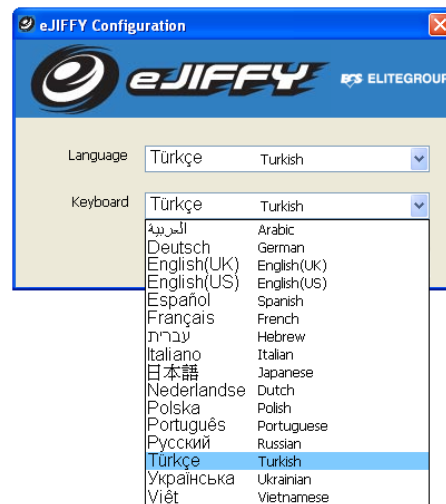 eJIFFY Configuration
eJIFFY ECS ELITEGROUP
Language Türkçe Turkish
Keyboard Türkçe Turkish
العربية Arabic
Deutsch German
English(UK) English(UK)
English(US) English(US)
Español Spanish
Français French
עברית Hebrew
Italiano Italian
日本語 Japanese
Nederlandse Dutch
Polska Polish
Português Portuguese
Русский Russian
Türkçe Turkish
Українська Ukrainian
Việt Vietnamese